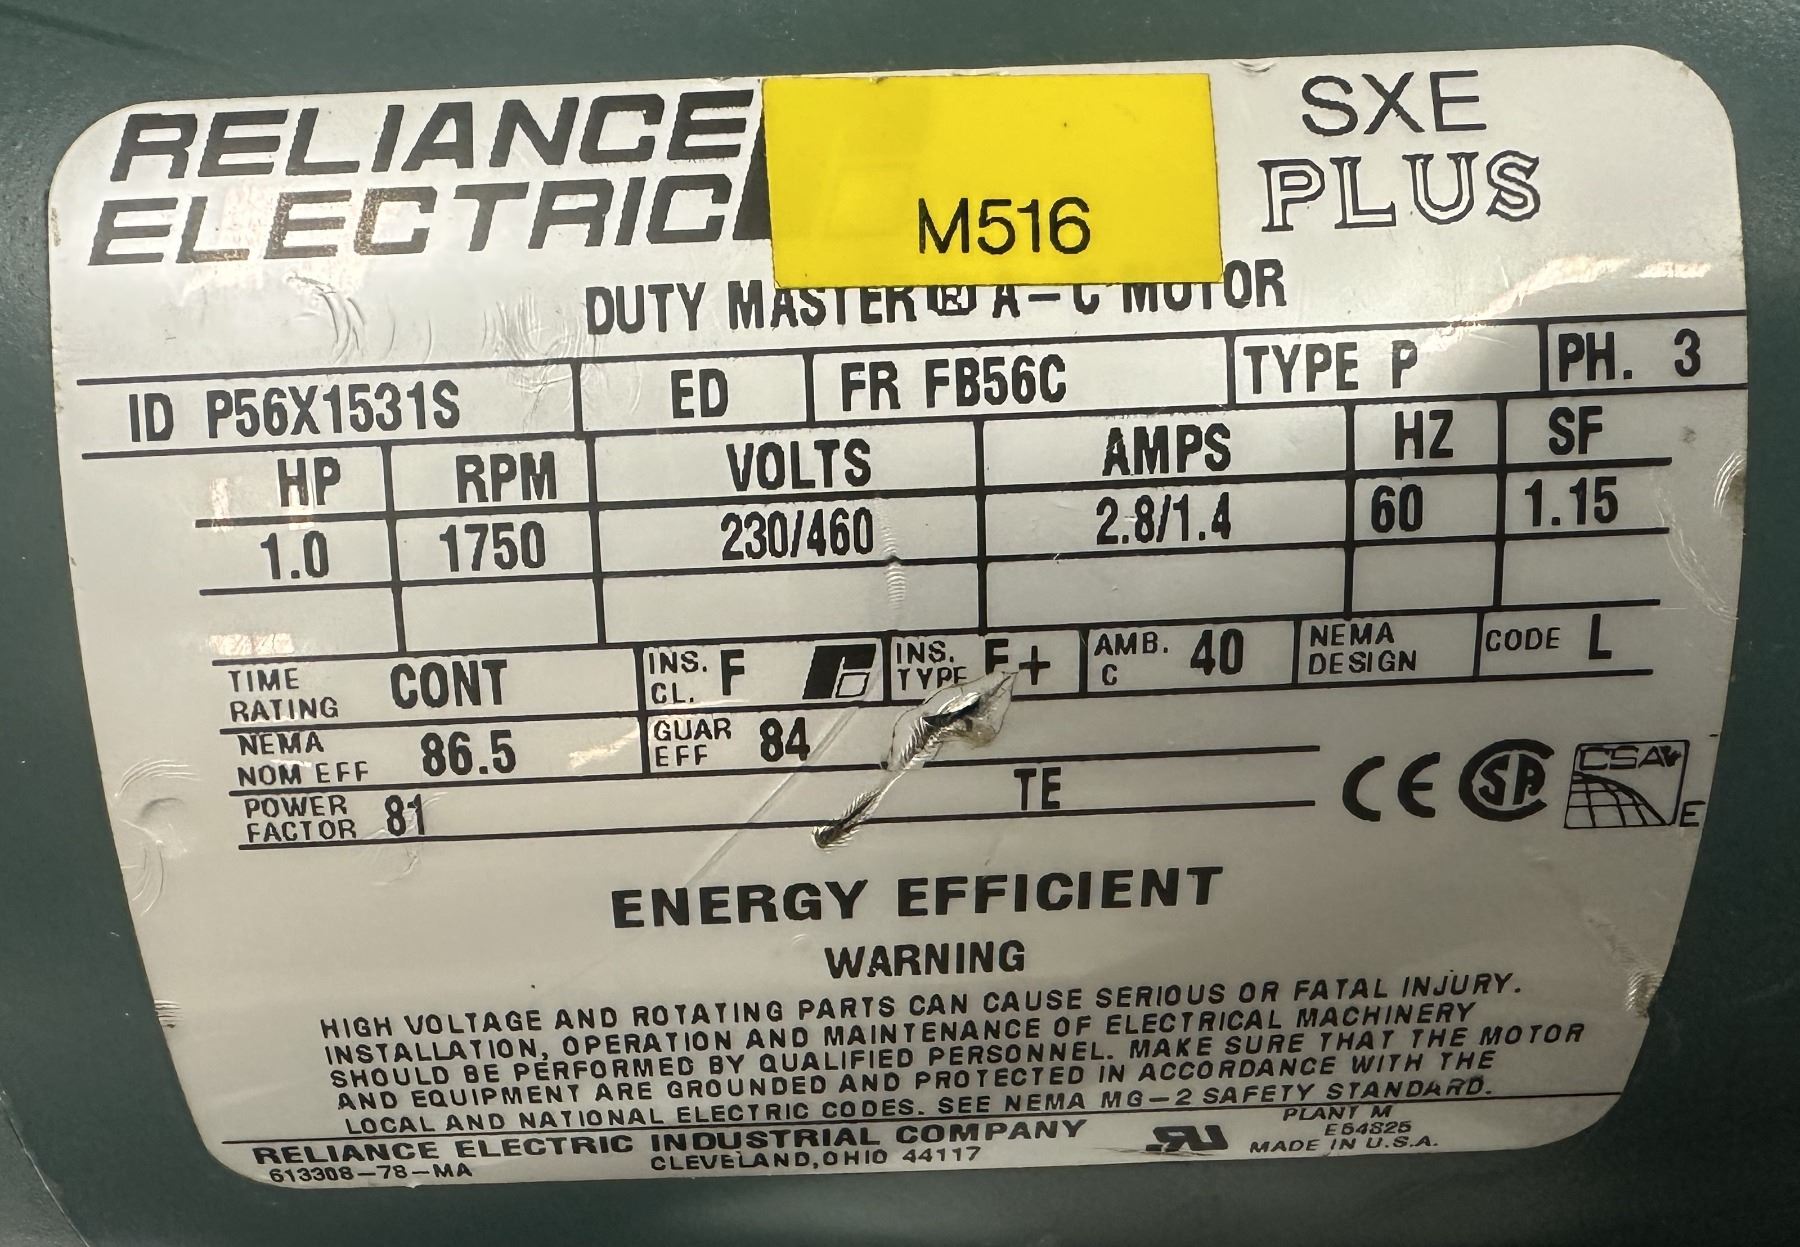 RELIANCE
ELECTRIC
M516
SXE
PLUS
DUTY MASTER® A-C MOTOR
ID P56X1531S ED FR FB56C TYPE P PH. 3
HP RPM VOLTS AMPS HZ SF
1.0 1750 230/460 2.8/1.4 60 1.15
TIME RATING CONT INS. CL. F INS. TYPE F+ AMB. C 40 NEMA DESIGN CODE L
NEMA NOM EFF 86.5 GUAR EFF 84
POWER FACTOR 81 TE
CE SA CSA E
ENERGY EFFICIENT
WARNING
HIGH VOLTAGE AND ROTATING PARTS CAN CAUSE SERIOUS OR FATAL INJURY.
INSTALLATION, OPERATION AND MAINTENANCE OF ELECTRICAL MACHINERY
SHOULD BE PERFORMED BY QUALIFIED PERSONNEL. MAKE SURE THAT THE MOTOR
AND EQUIPMENT ARE GROUNDED AND PROTECTED IN ACCORDANCE WITH THE
LOCAL AND NATIONAL ELECTRIC CODES. SEE NEMA MG-2 SAFETY STANDARD.
RELIANCE ELECTRIC INDUSTRIAL COMPANY
613308-78-MA CLEVELAND, OHIO 44117
RU
PLANT M
E54825
MADE IN U.S.A.